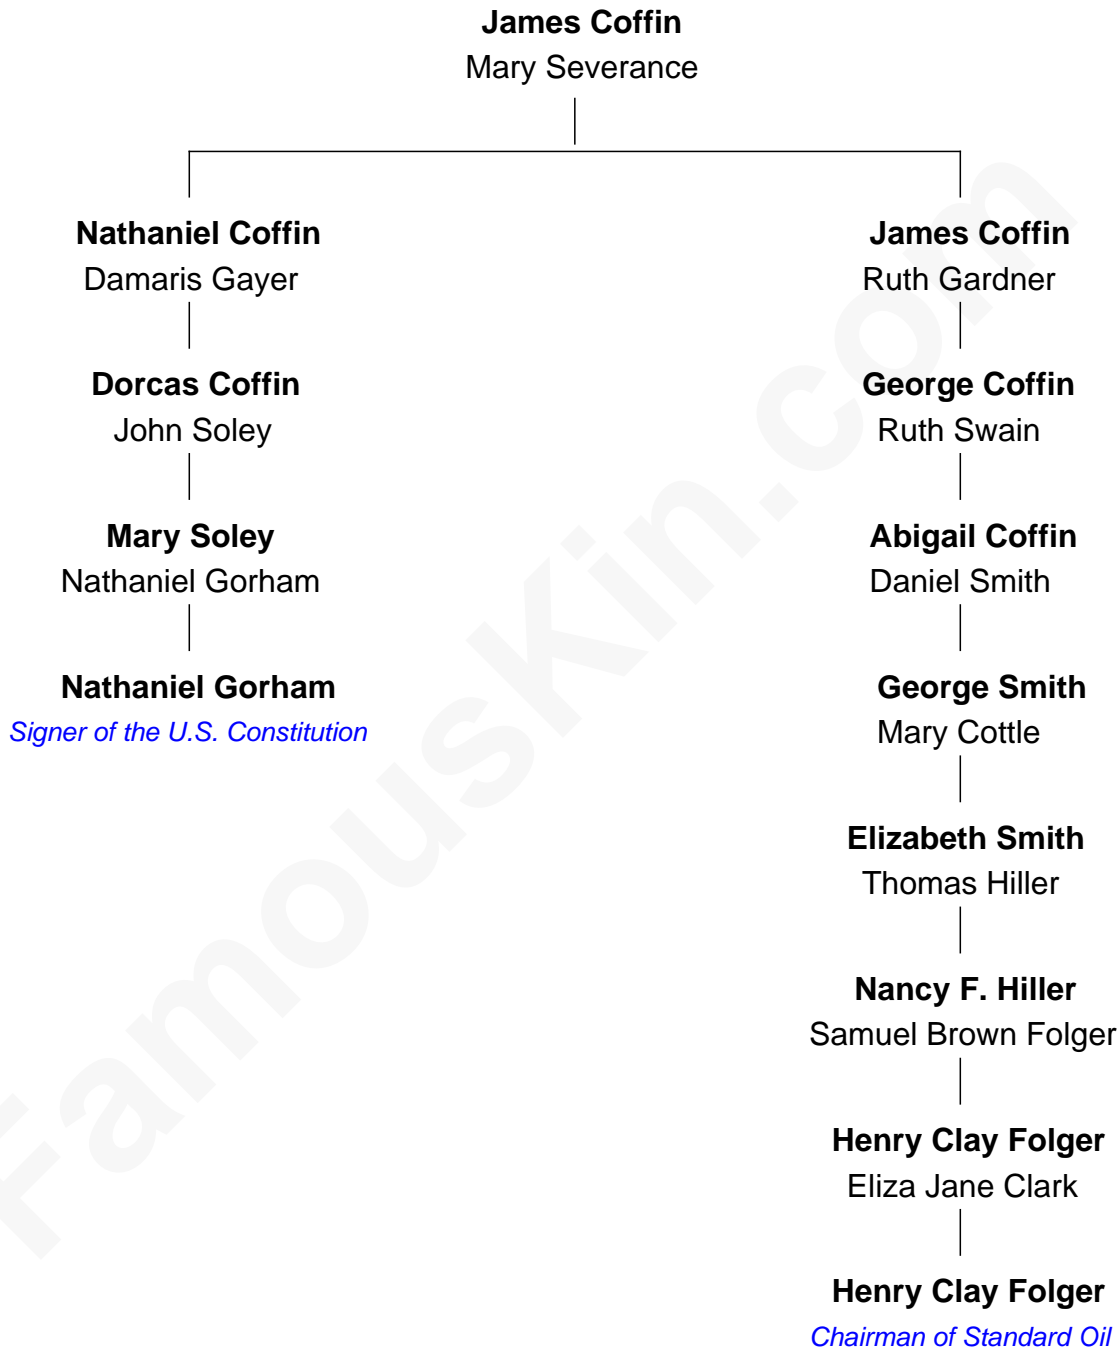 James Coffin
Mary Severance
Nathaniel Coffin
Damaris Gayer
Dorcas Coffin
John Soley
Mary Soley
Nathaniel Gorham
Nathaniel Gorham
Signer of the U.S. Constitution
James Coffin
Ruth Gardner
George Coffin
Ruth Swain
Abigail Coffin
Daniel Smith
George Smith
Mary Cottle
Elizabeth Smith
Thomas Hiller
Nancy F. Hiller
Samuel Brown Folger
Henry Clay Folger
Eliza Jane Clark
Henry Clay Folger
Chairman of Standard Oil
FamousKin.com